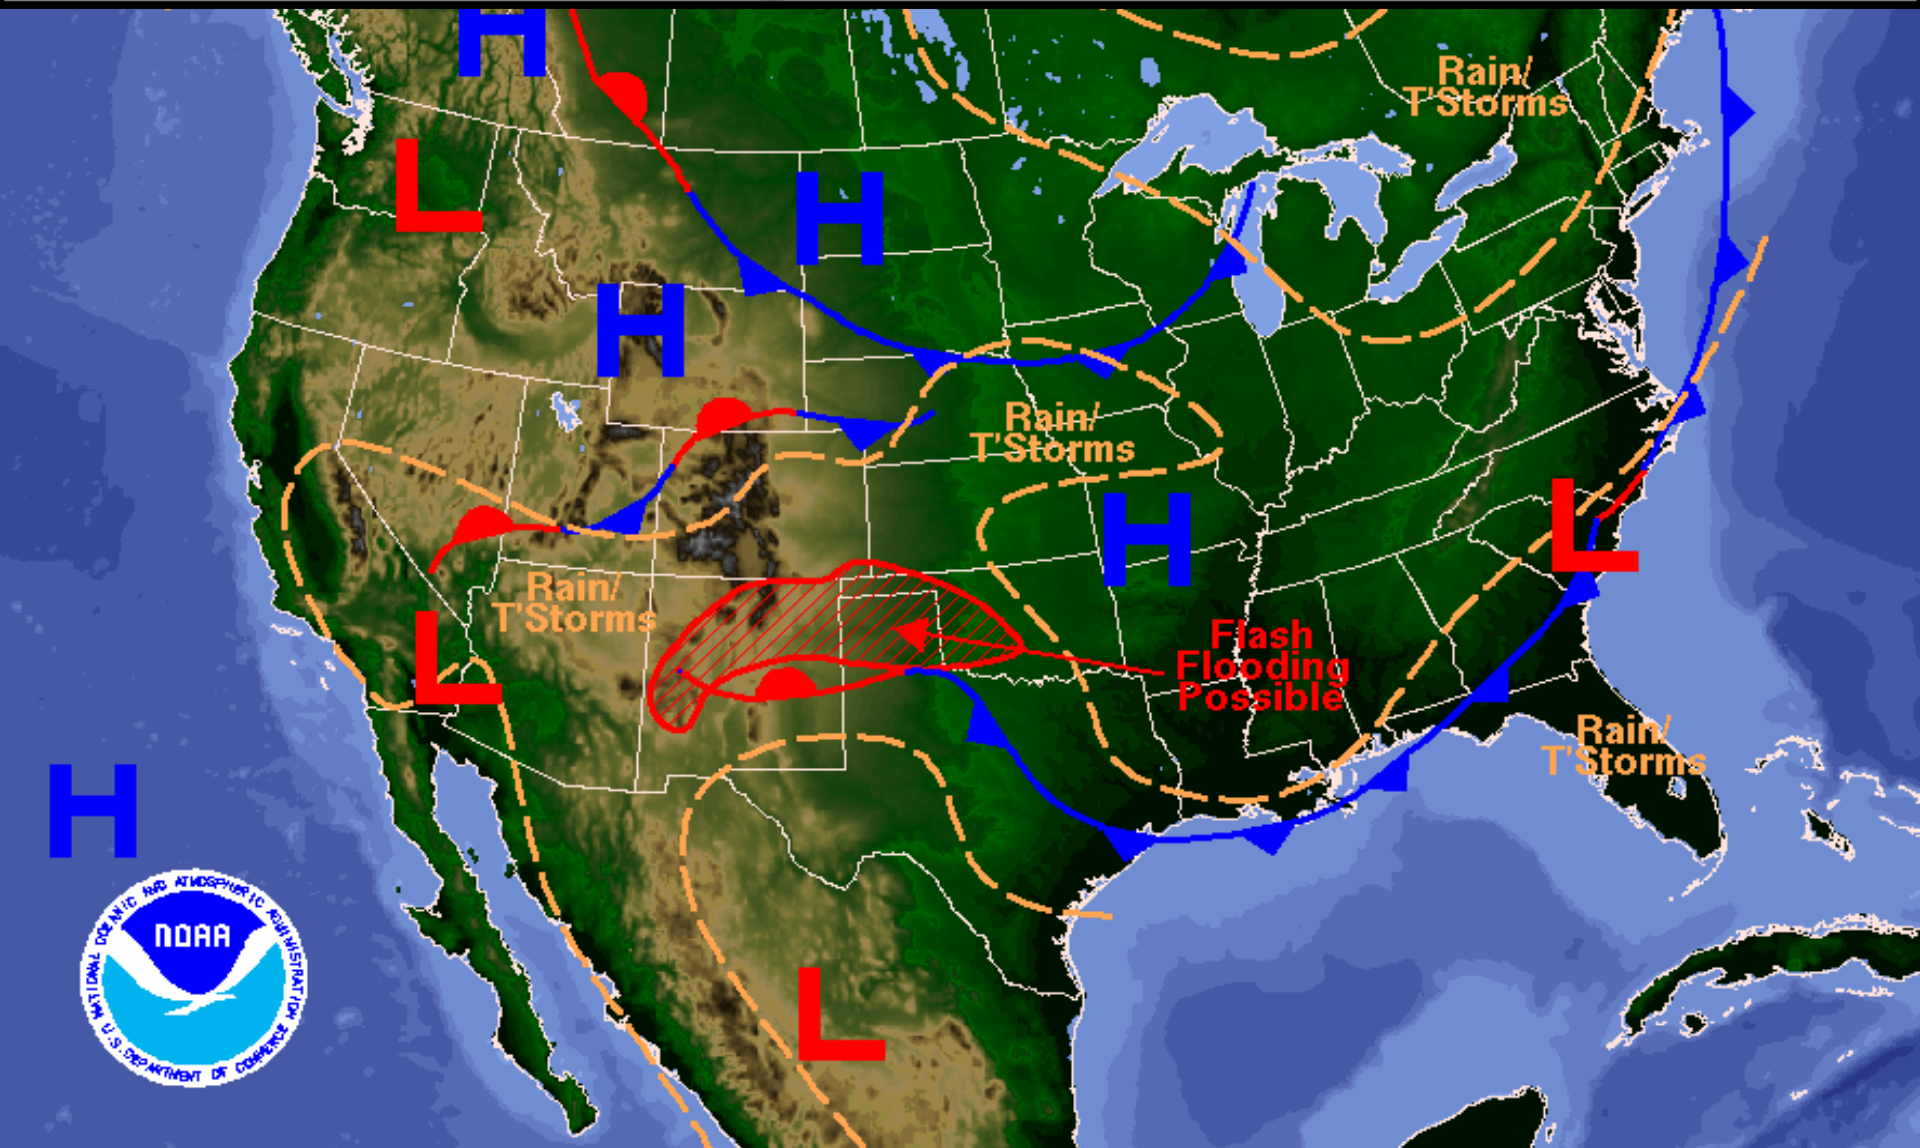 H
Rain/
T'Storms
L
H
H
Rain/
T'Storms
H
L
Rain/
T'Storms
L
Flash
Flooding
Possible
Rain/
T'Storms
H
L
NATIONAL OCEANIC AND ATMOSPHERIC ADMINISTRATION
NOAA
U.S. DEPARTMENT OF COMMERCE